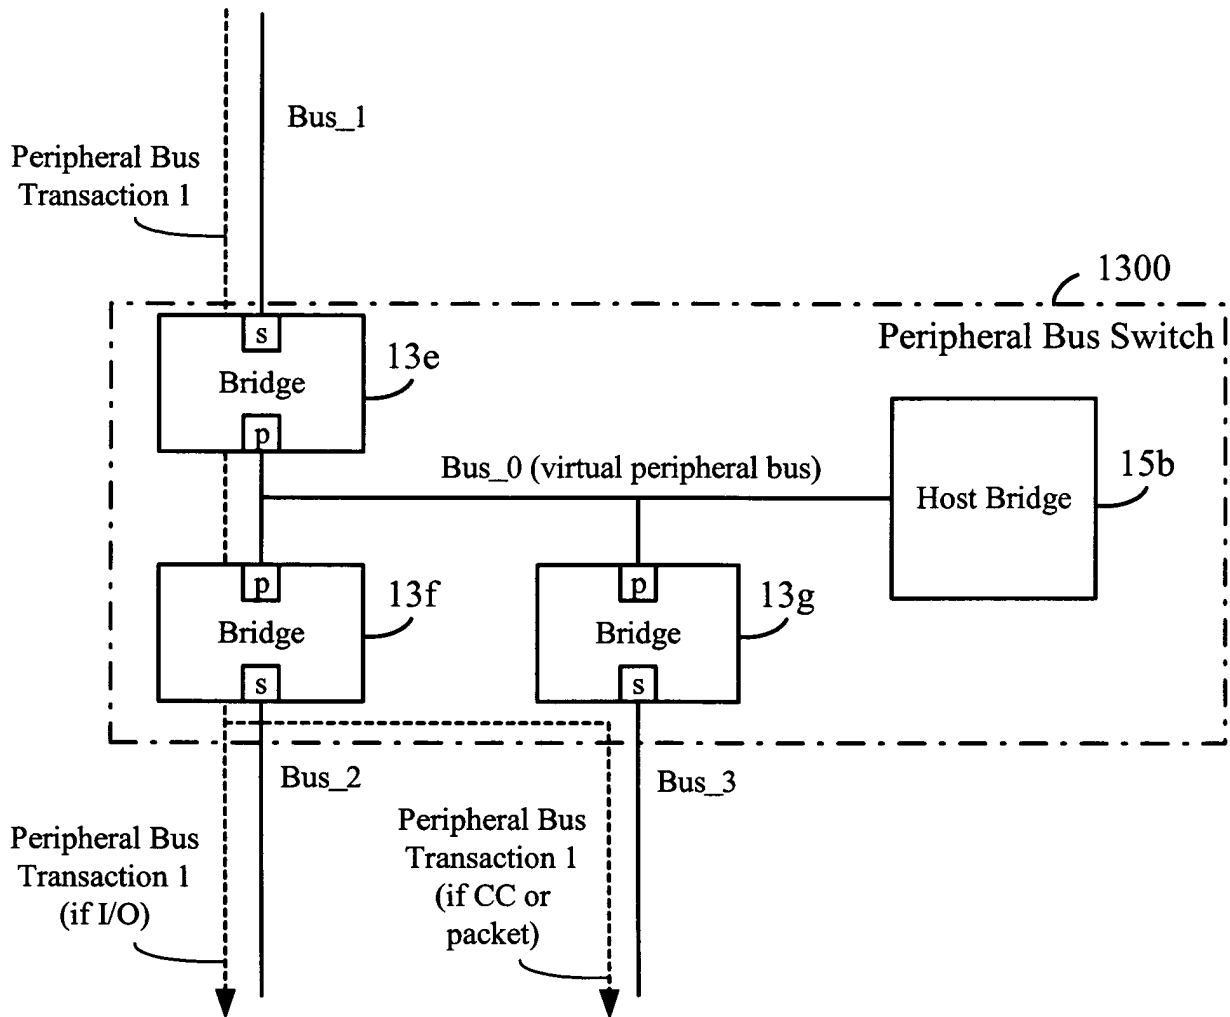 Bus_1
Peripheral Bus
Transaction 1
1300
Peripheral Bus Switch
s
Bridge
p
13e
Bus_0 (virtual peripheral bus)
Host Bridge
15b
p
Bridge
s
13f
p
Bridge
s
13g
Bus_2
Bus_3
Peripheral Bus
Transaction 1
(if I/O)
Peripheral Bus
Transaction 1
(if CC or
packet)